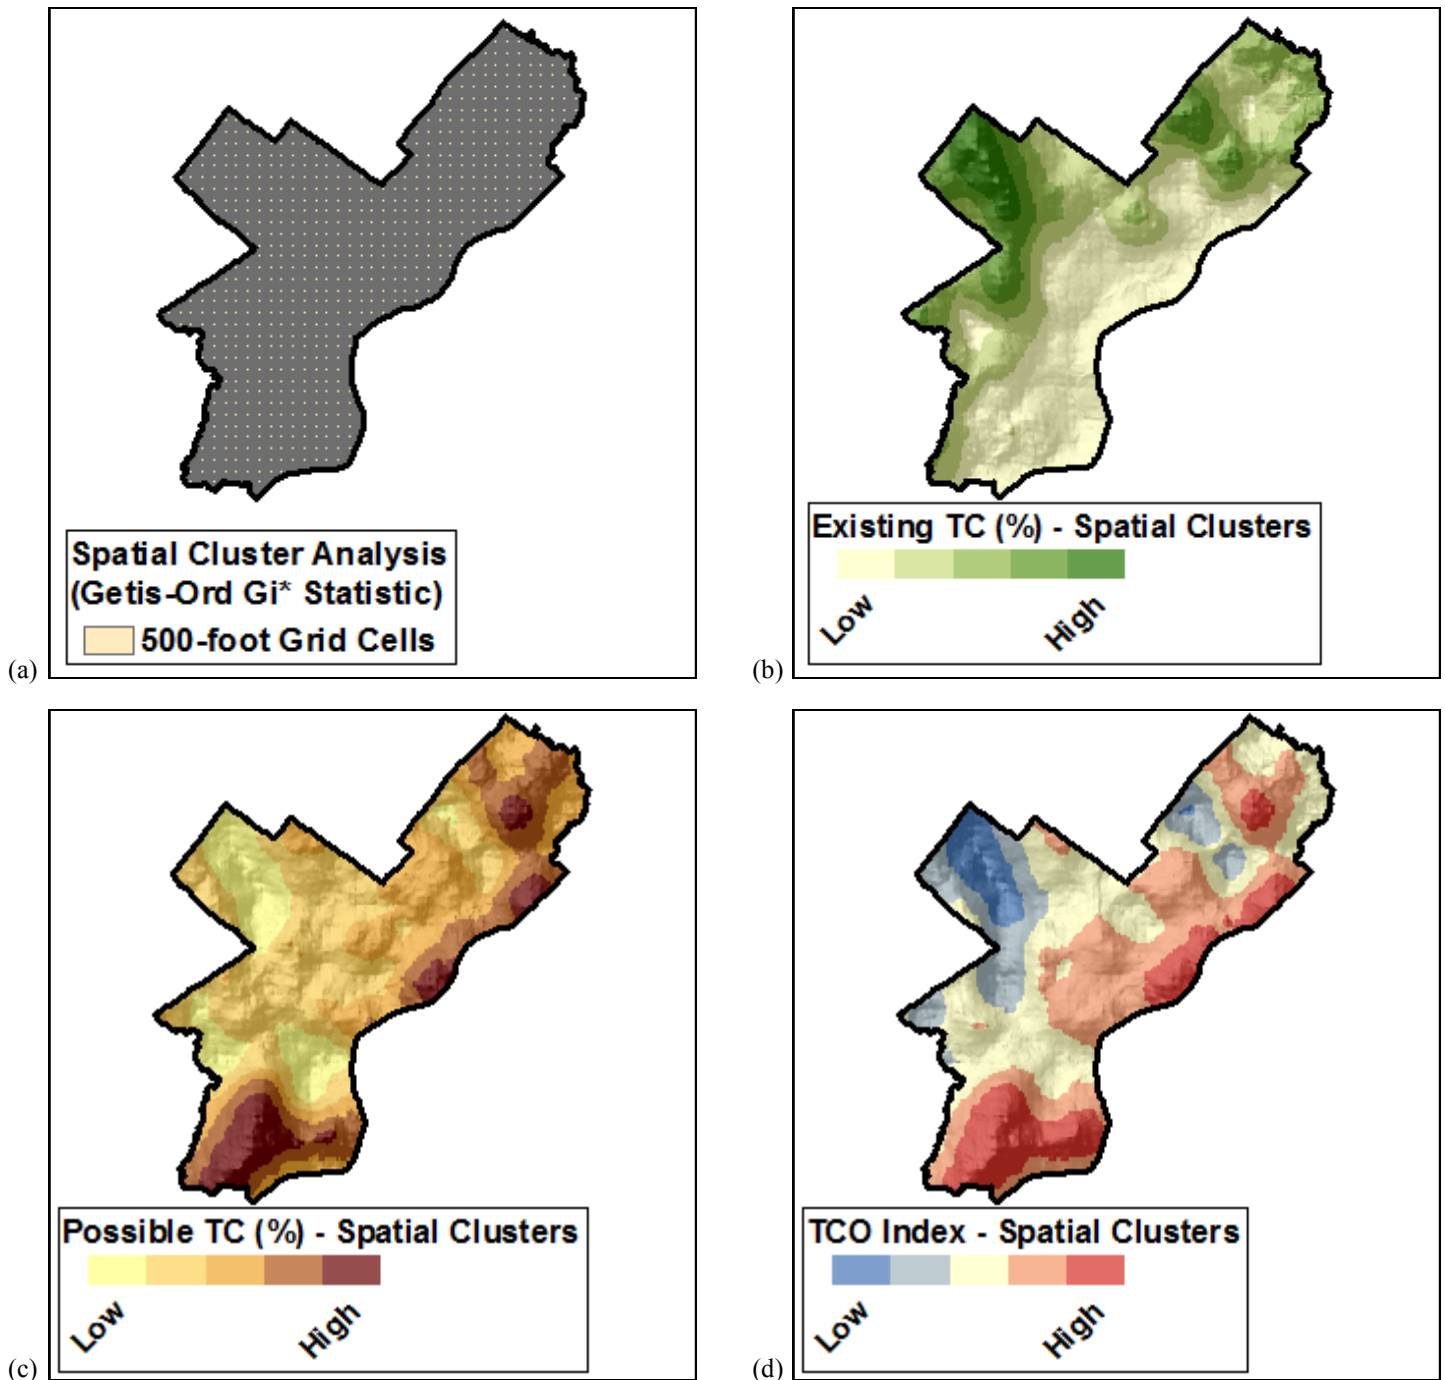 Spatial Cluster Analysis
(Getis-Ord Gi* Statistic)
500-foot Grid Cells
(a)
Existing TC (%) - Spatial Clusters
Low
High
(b)
Possible TC (%) - Spatial Clusters
Low
High
(c)
TCO Index - Spatial Clusters
Low
High
(d)